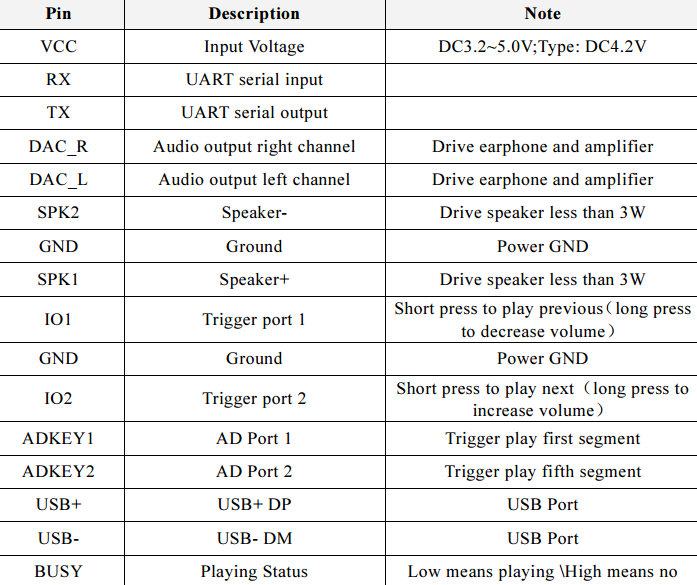 Pin Description Note
VCC Input Voltage DC3.2~5.0V;Type: DC4.2V
RX UART serial input
TX UART serial output
DAC_R Audio output right channel Drive earphone and amplifier
DAC_L Audio output left channel Drive earphone and amplifier
SPK2 Speaker- Drive speaker less than 3W
GND Ground Power GND
SPK1 Speaker+ Drive speaker less than 3W
IO1 Trigger port 1 Short press to play previous（long press
to decrease volume）
GND Ground Power GND
IO2 Trigger port 2 Short press to play next（long press to
increase volume）
ADKEY1 AD Port 1 Trigger play first segment
ADKEY2 AD Port 2 Trigger play fifth segment
USB+ USB+ DP USB Port
USB- USB- DM USB Port
BUSY Playing Status Low means playing \High means no